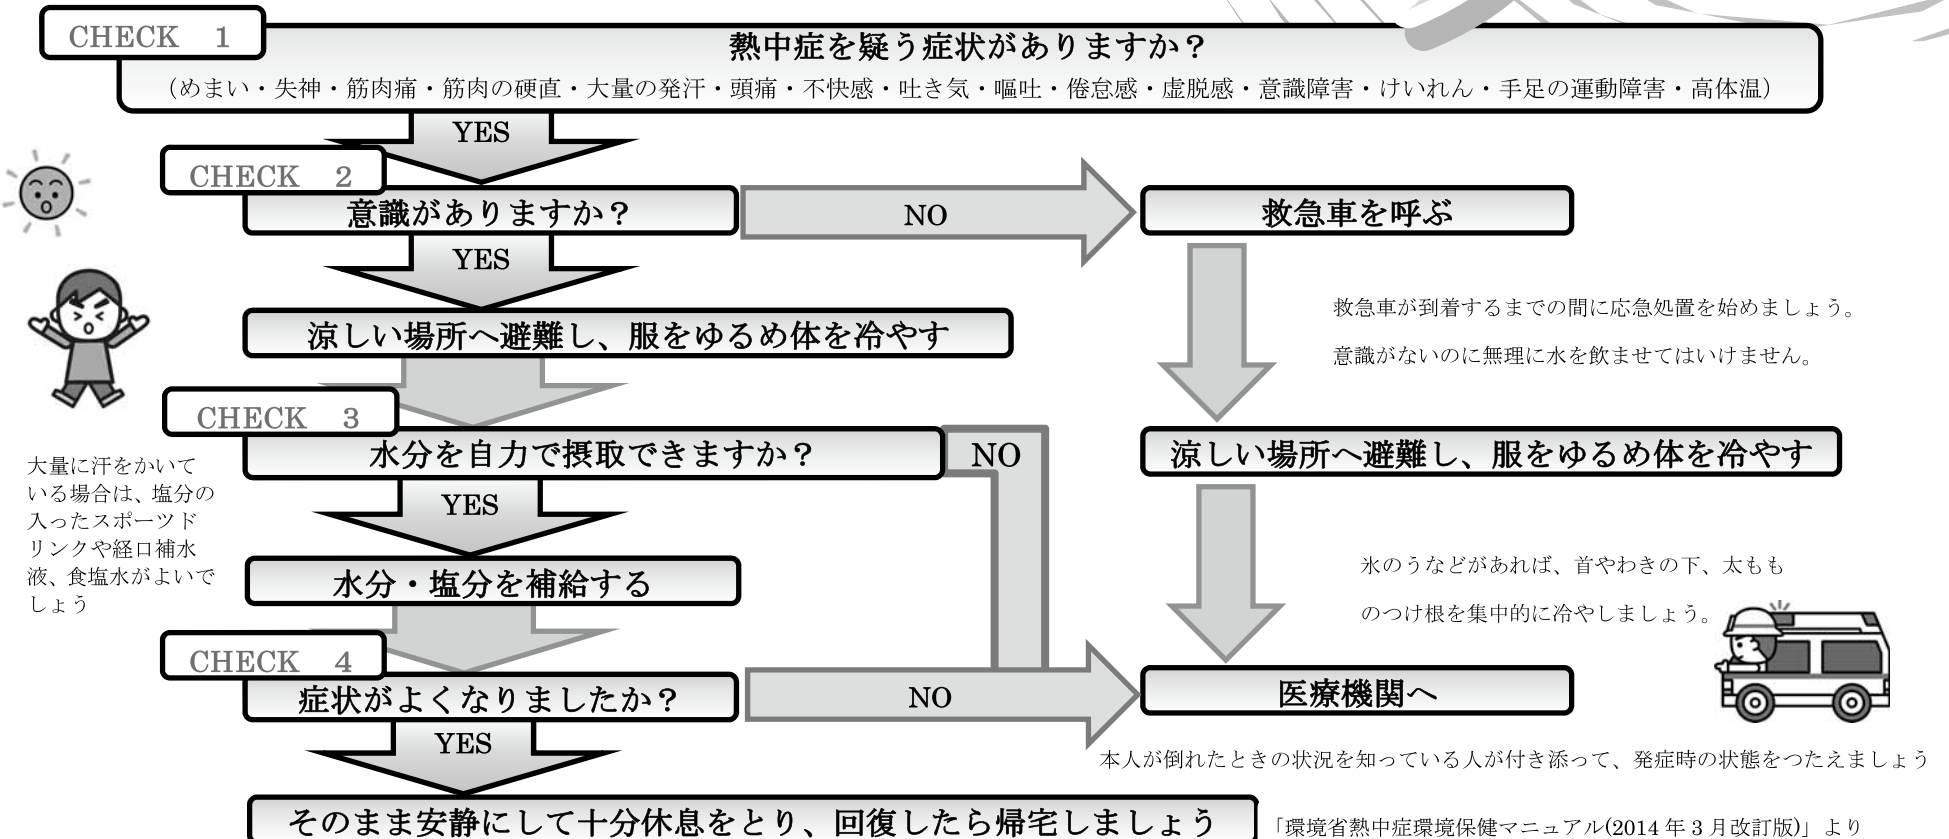 CHECK 1
熱中症を疑う症状がありますか？
（めまい・失神・筋肉痛・筋肉の硬直・大量の発汗・頭痛・不快感・吐き気・嘔吐・倦怠感・虚脱感・意識障害・けいれん・手足の運動障害・高体温）
YES
CHECK 2
意識がありますか？
NO
救急車を呼ぶ
YES
救急車が到着するまでの間に応急処置を始めましょう。
意識がないのに無理に水を飲ませてはいけません。
涼しい場所へ避難し、服をゆるめ体を冷やす
CHECK 3
水分を自力で摂取できますか？
NO
涼しい場所へ避難し、服をゆるめ体を冷やす
大量に汗をかいて
いる場合は、塩分の
入ったスポーツド
リンクや経口補水
液、食塩水がよいで
しょう
YES
氷のうなどがあれば、首やわきの下、太もも
のつけ根を集中的に冷やしましょう。
水分・塩分を補給する
CHECK 4
症状がよくなりましたか？
NO
医療機関へ
YES
本人が倒れたときの状況を知っている人が付き添って、発症時の状態をつたえましょう
そのまま安静にして十分休息をとり、回復したら帰宅しましょう
「環境省熱中症環境保健マニュアル(2014 年 3 月改訂版)」より